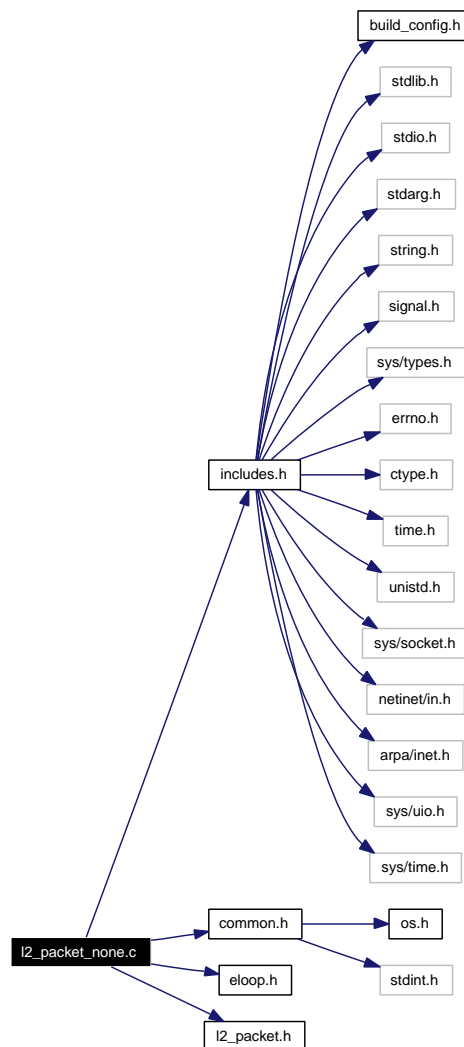 build_config.h
stdlib.h
stdio.h
stdarg.h
string.h
signal.h
sys/types.h
errno.h
includes.h
ctype.h
time.h
unistd.h
sys/socket.h
netinet/in.h
arpa/inet.h
sys/uio.h
sys/time.h
common.h
os.h
l2_packet_none.c
eloop.h
stdint.h
l2_packet.h